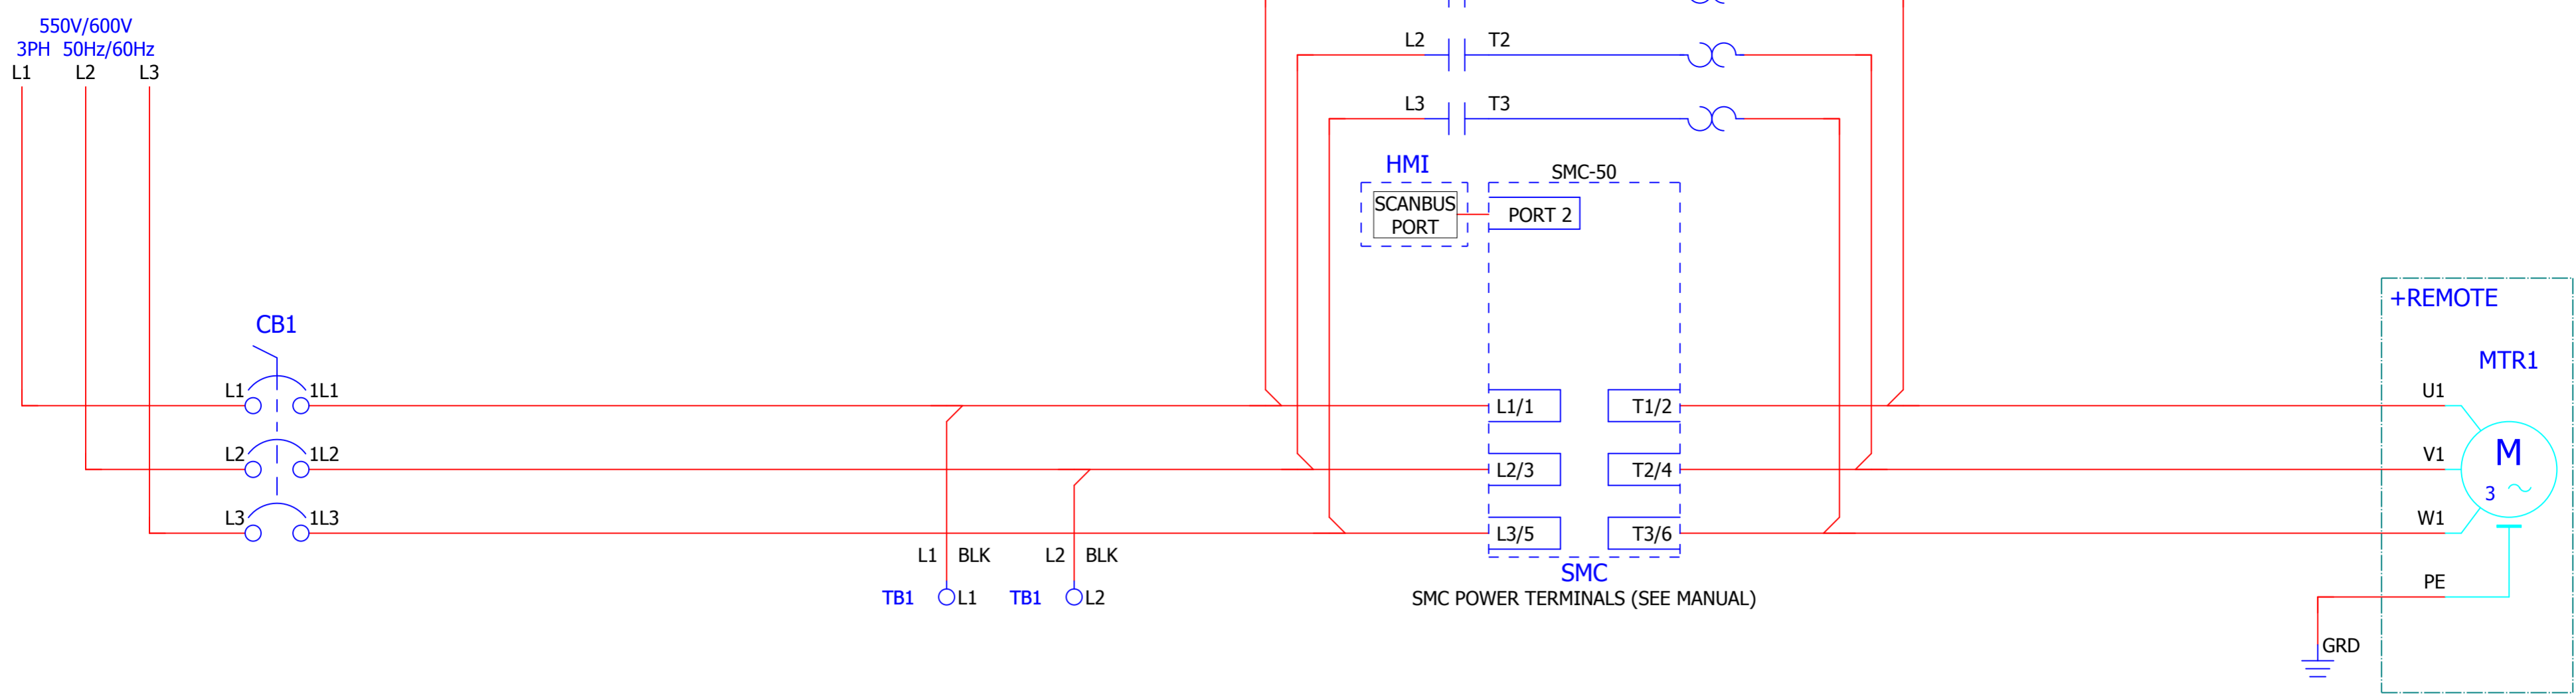 550V/600V
3PH 50Hz/60Hz
L1 L2 L3
L2 T2
L3 T3
HMI
SMC-50
SCANBUS
PORT
PORT 2
+REMOTE
CB1
MTR1
L1 1L1
L1/1 T1/2
U1
L2 1L2
L2/3 T2/4
V1
M
3
L3 1L3
L3/5 T3/6
W1
L1 BLK L2 BLK
SMC
PE
TB1 L1 TB1 L2
SMC POWER TERMINALS (SEE MANUAL)
GRD